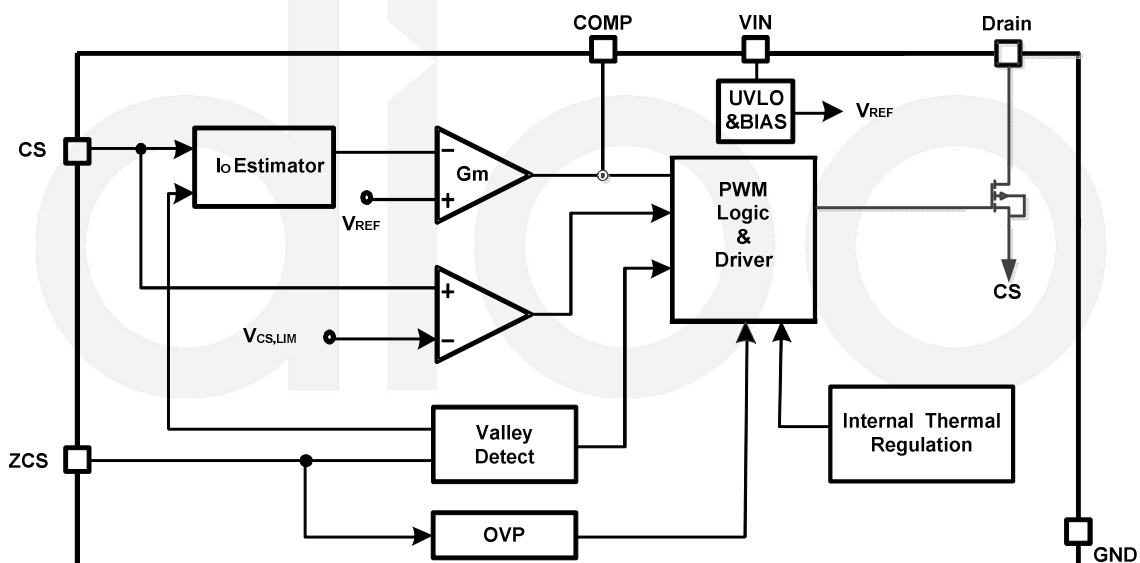 COMP
VIN
Drain
UVLO
&BIAS
VREF
CS
IO Estimator
−
Gm
+
VREF
PWM
Logic
&
Driver
+
VCS,LIM
−
CS
Valley
Detect
Internal Thermal
Regulation
ZCS
OVP
GND
dioo